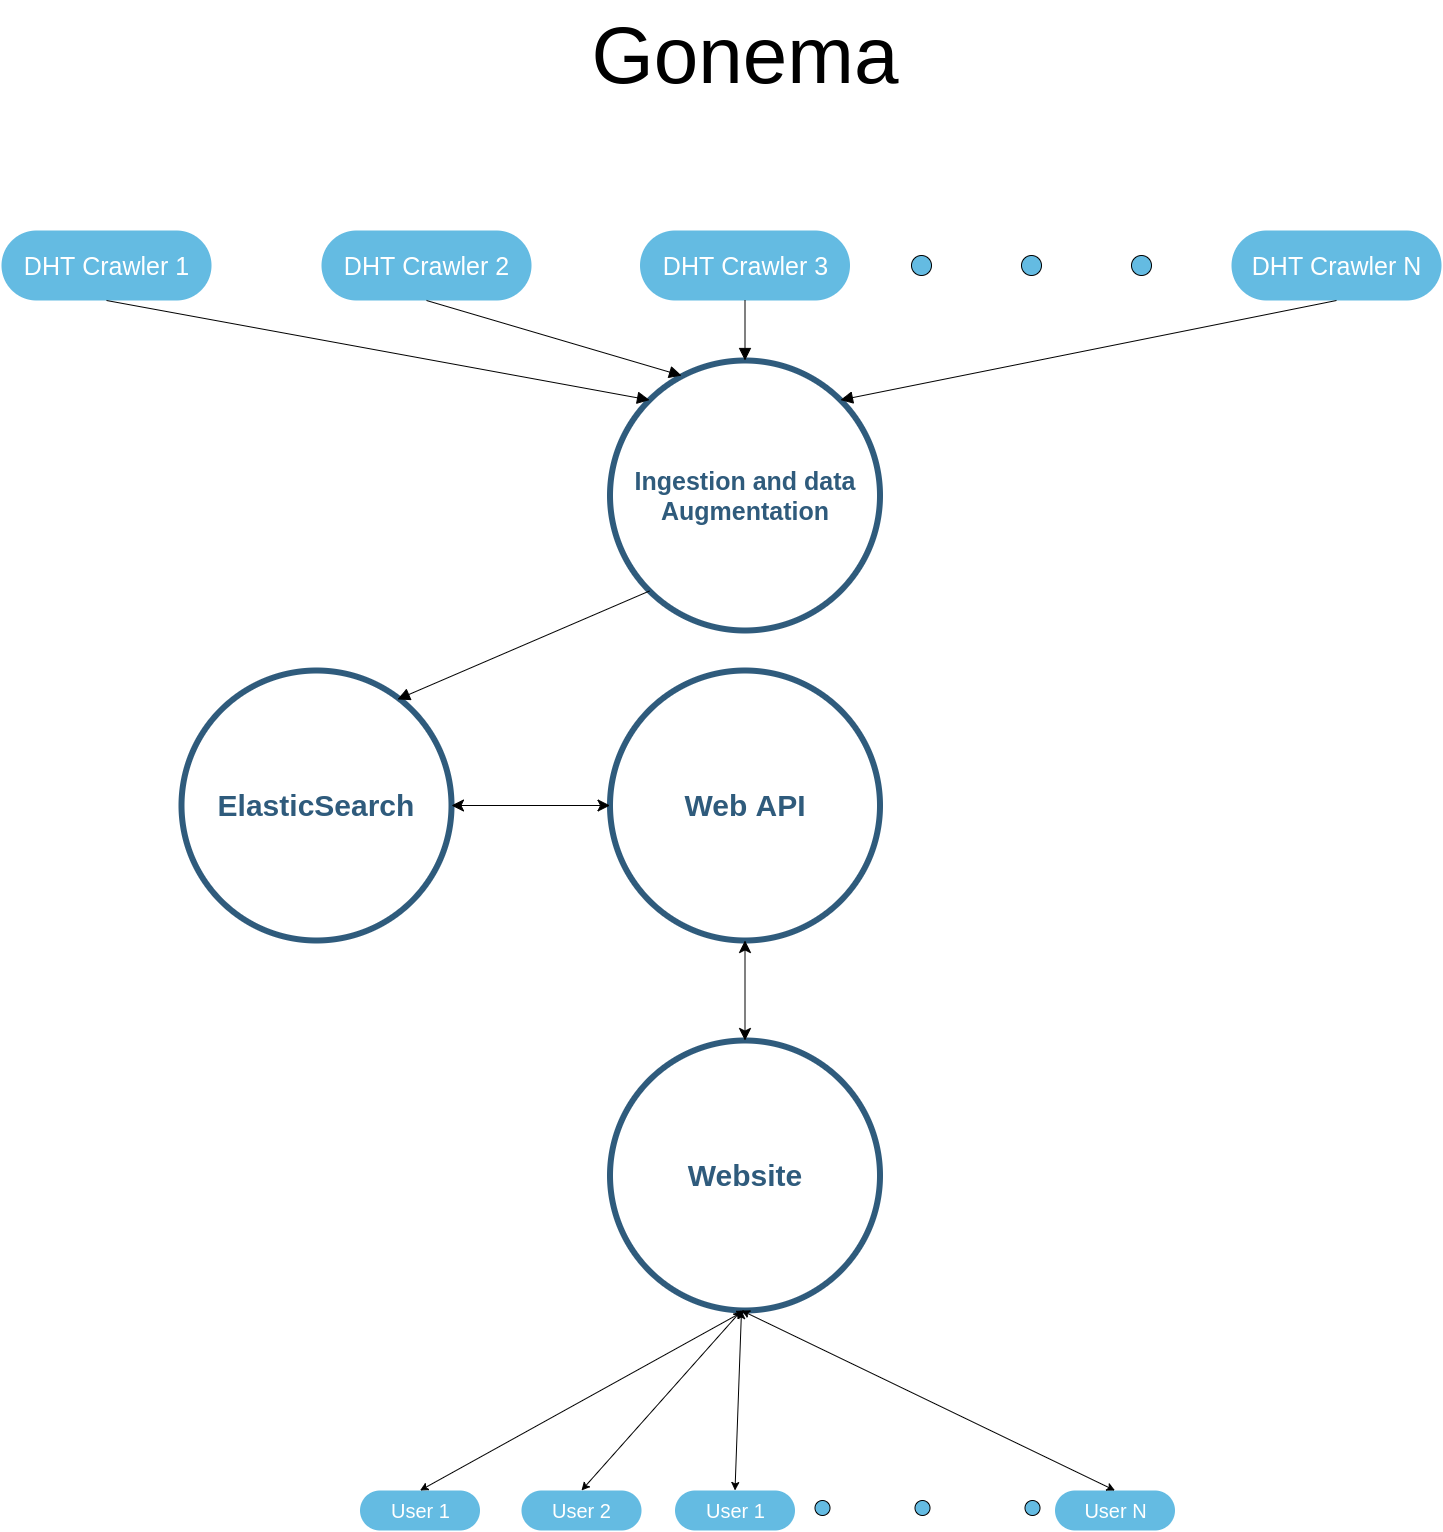 Gonema
DHT Crawler 1
DHT Crawler 2
DHT Crawler 3
DHT Crawler N
Ingestion and data
Augmentation
ElasticSearch
Web API
Website
User 1
User 2
User 1
User N